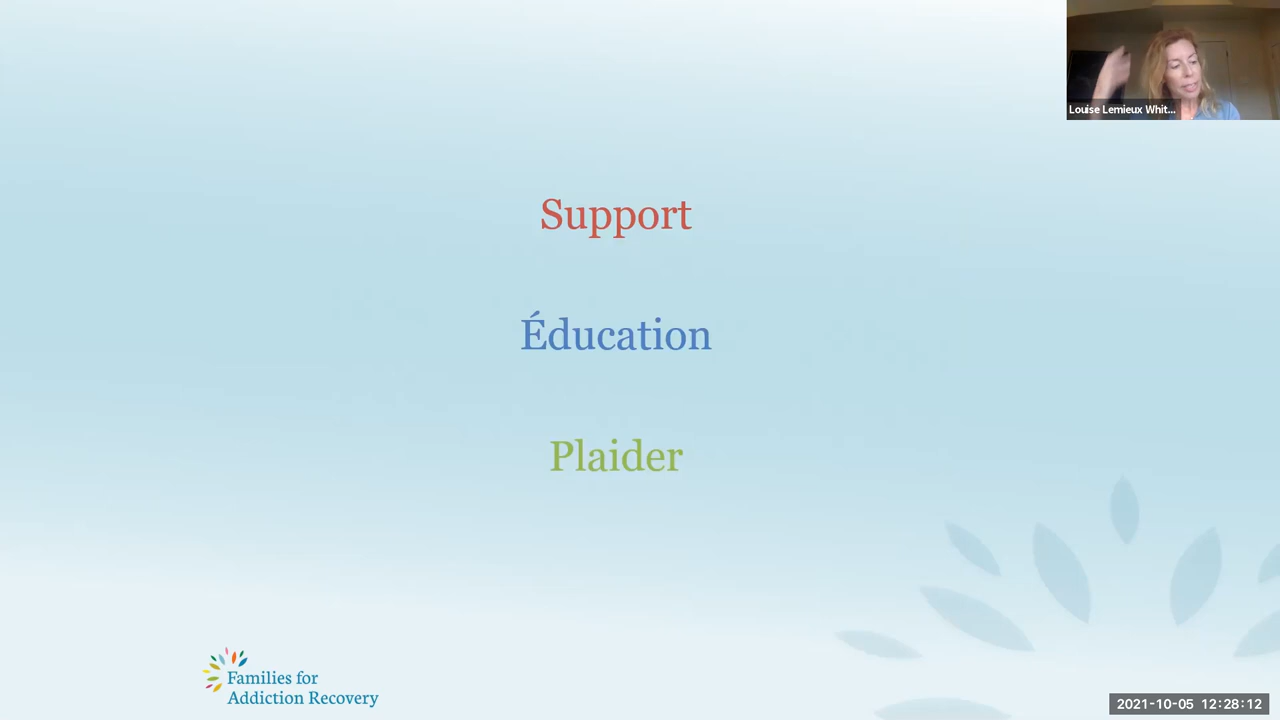 Louise Lemieux Whit...
Support
Éducation
Plaider
Families for
Addiction Recovery
2021-10-05 12:28:12